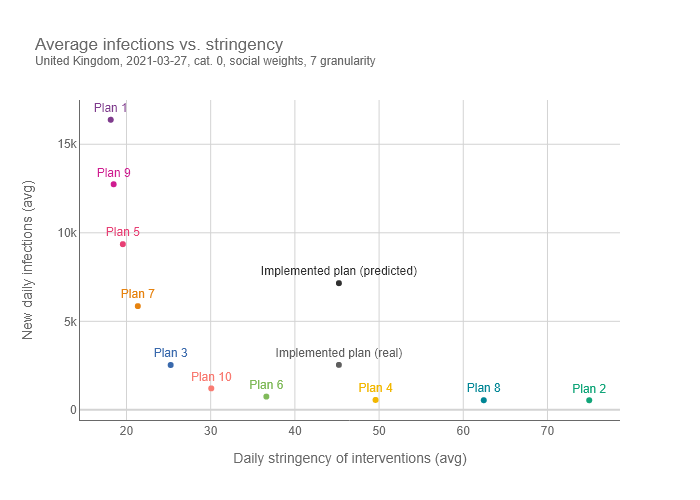 Average infections vs. stringency
United Kingdom, 2021-03-27, cat. 0, social weights, 7 granularity
Plan 1
15k
Plan 9
Plan 5
10k
Implemented plan (predicted)
Plan 7
5k
Plan 3
Implemented plan (real)
Plan 10
Plan 6
Plan 4
Plan 8
Plan 2
0
20
30
40
50
60
70
New daily infections (avg)
Daily stringency of interventions (avg)